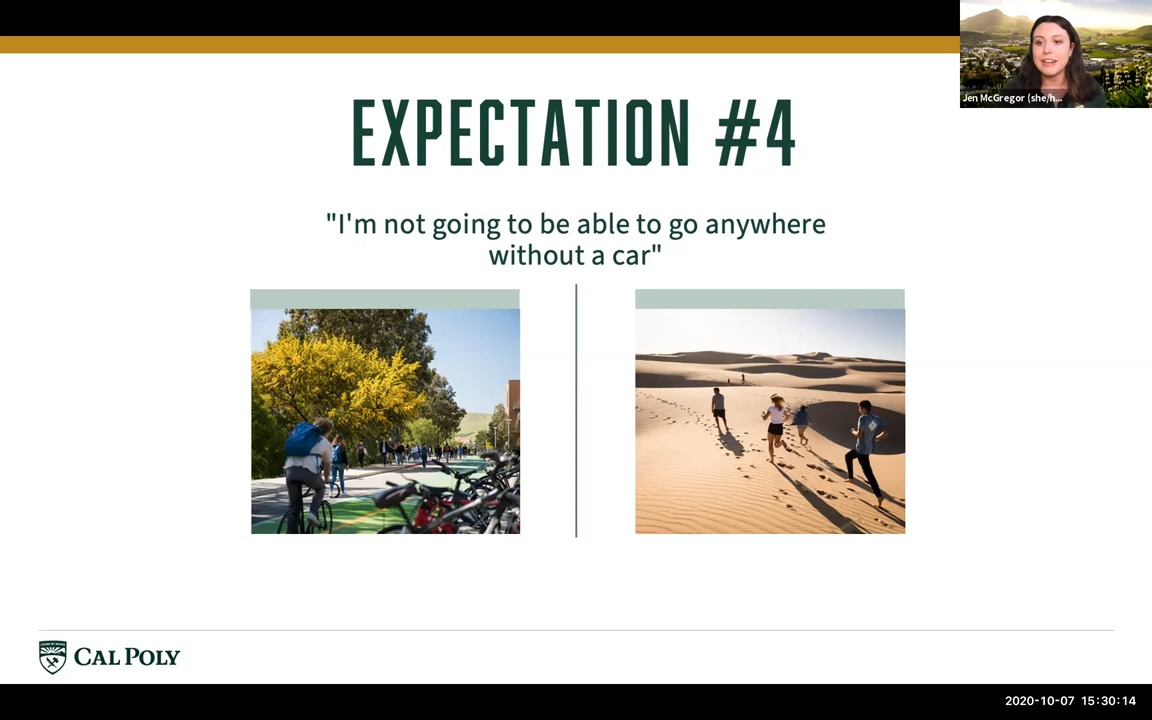 Jen McGregor (she/h...
EXPECTATION #4
"I'm not going to be able to go anywhere
without a car"
CAL POLY
2020-10-07 15:30:14